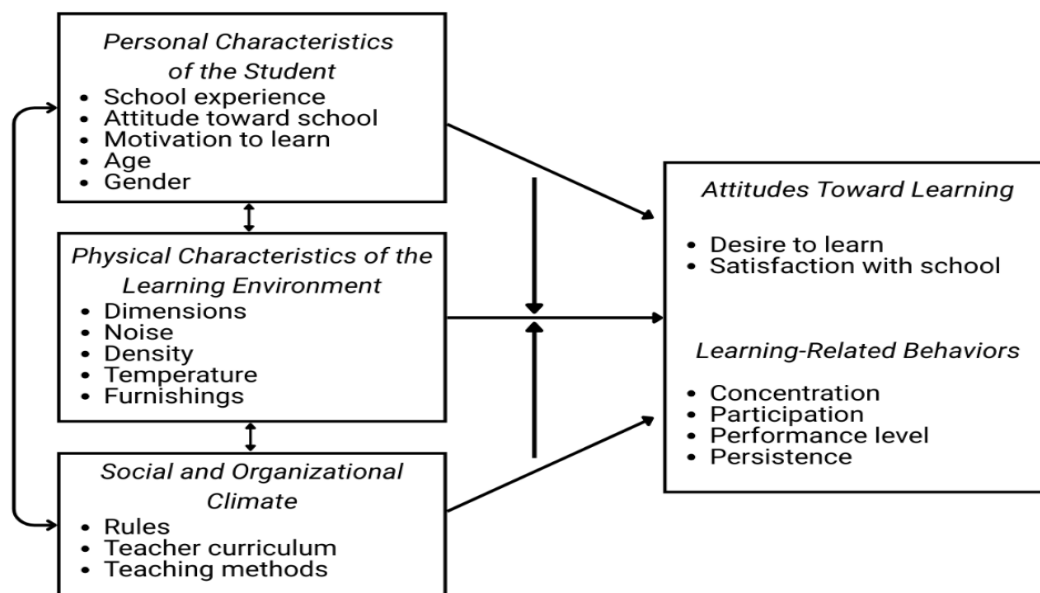 Personal Characteristics
of the Student
• School experience
• Attitude toward school
• Motivation to learn
• Age
• Gender
Physical Characteristics of the
Learning Environment
• Dimensions
• Noise
• Density
• Temperature
• Furnishings
Social and Organizational
Climate
• Rules
• Teacher curriculum
• Teaching methods
Attitudes Toward Learning
• Desire to learn
• Satisfaction with school
Learning-Related Behaviors
• Concentration
• Participation
• Performance level
• Persistence